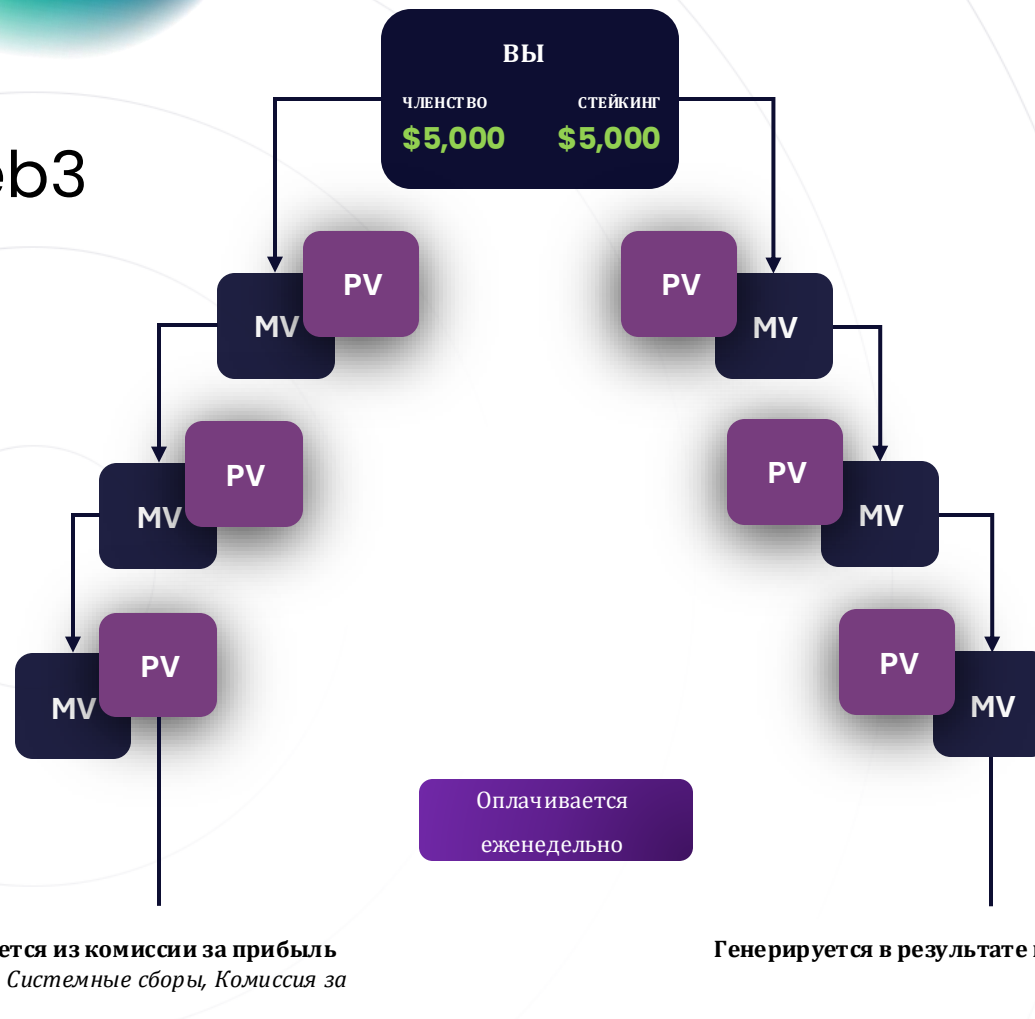 ВЫ
ЧЛЕНСТВО СТЕЙКИНГ
$5,000 $5,000
eb3
PV PV
MV MV
PV PV
MV MV
PV PV
MV MV
Оплачивается
еженедельно
ется из комиссии за прибыль
Генерируется в результате
Системные сборы, Комиссия за